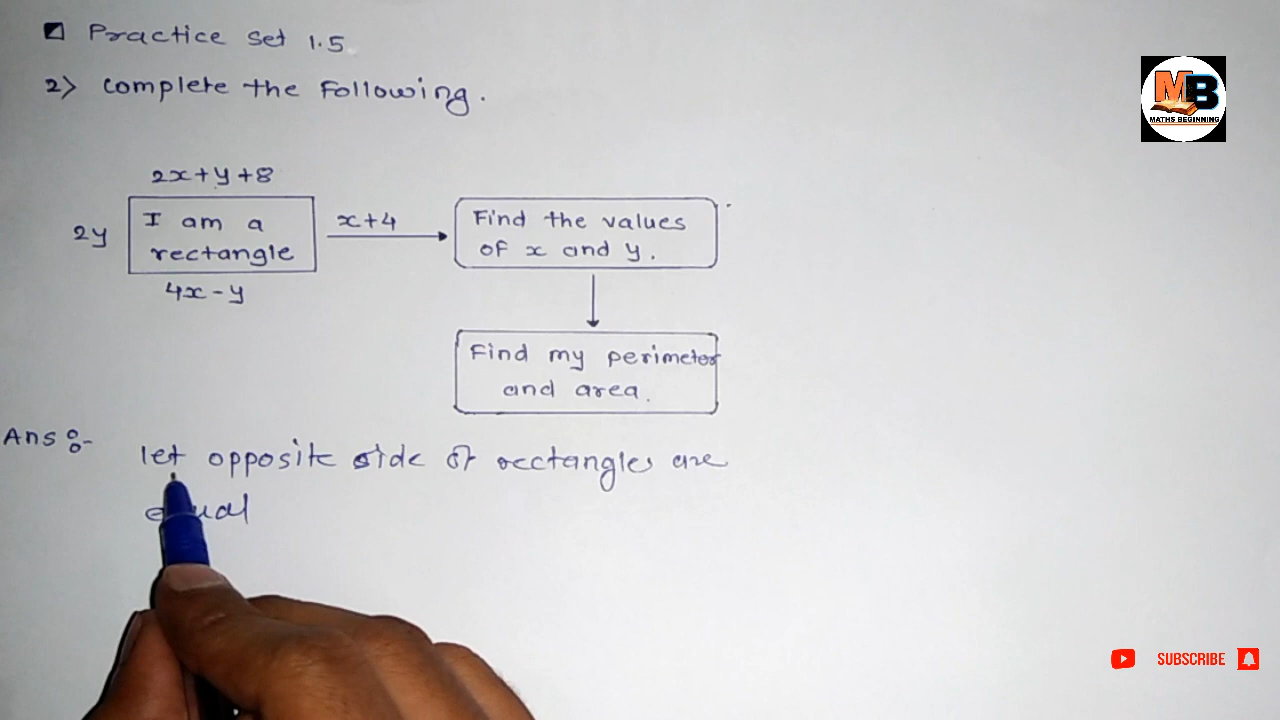 Practice Set 1.5
2) Complete the Following.
2x+y+8
2y
I am a
rectangle
4x-y
x+4
Find the values
of x and y.
Find my perimeter
and area.
Ans :-
let opposite side of rectangles are
equal
MB
MATHS BEGINNING
SUBSCRIBE